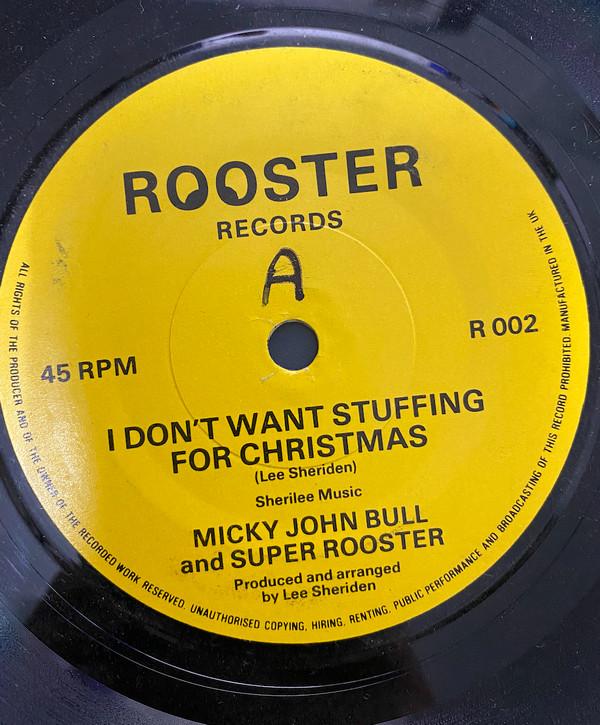 ROOSTER
RECORDS
A
45 RPM
R 002
I DON'T WANT STUFFING
FOR CHRISTMAS
(Lee Sheriden)
Sherilee Music
MICKY JOHN BULL
and SUPER ROOSTER
Produced and arranged
by Lee Sheriden
ALL RIGHTS OF THE PRODUCER AND OF THE OWNER OF THE RECORDED WORK RESERVED. UNAUTHORISED COPYING, HIRING, RENTING, PUBLIC PERFORMANCE AND BROADCASTING OF THIS RECORD PROHIBITED. MANUFACTURED IN THE UK